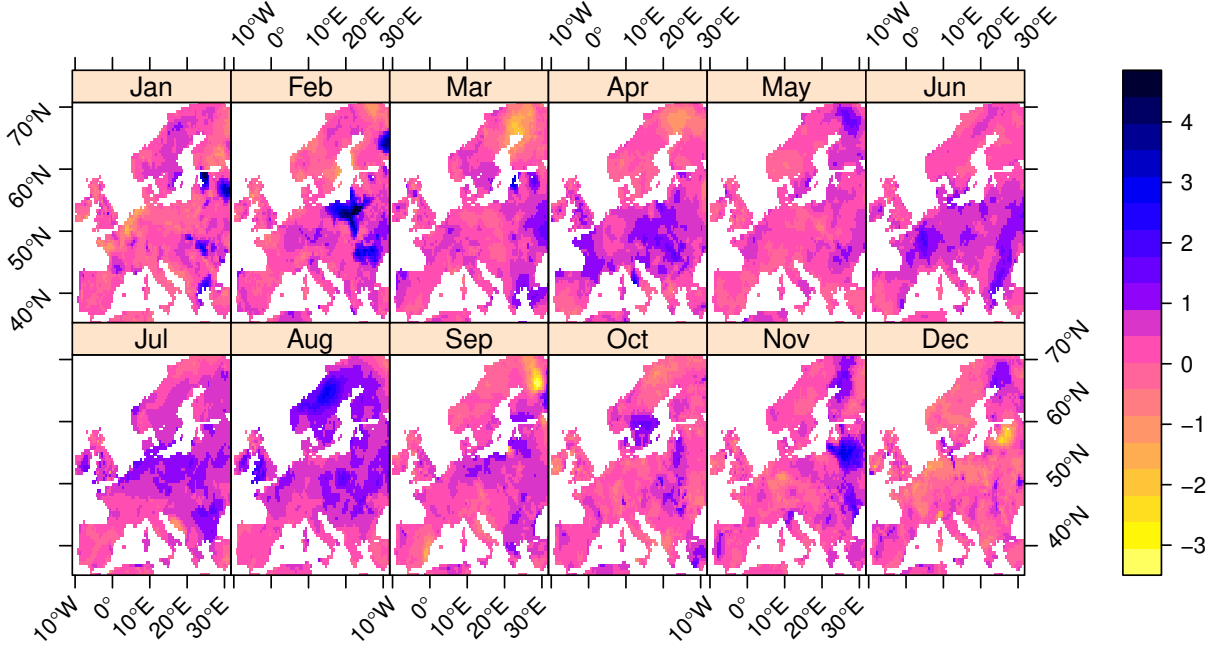 10°W 0° 10°E 20°E 30°E 10°W 0° 10°E 20°E 30°E 10°W 0° 10°E 20°E 30°E
Jan Feb Mar Apr May Jun
70°N
60°N
50°N
40°N
Jul Aug Sep Oct Nov Dec
70°N
60°N
50°N
40°N
10°W 0° 10°E 20°E 30°E 10°W 0° 10°E 20°E 30°E 10°W 0° 10°E 20°E 30°E
4
3
2
1
0
−1
−2
−3